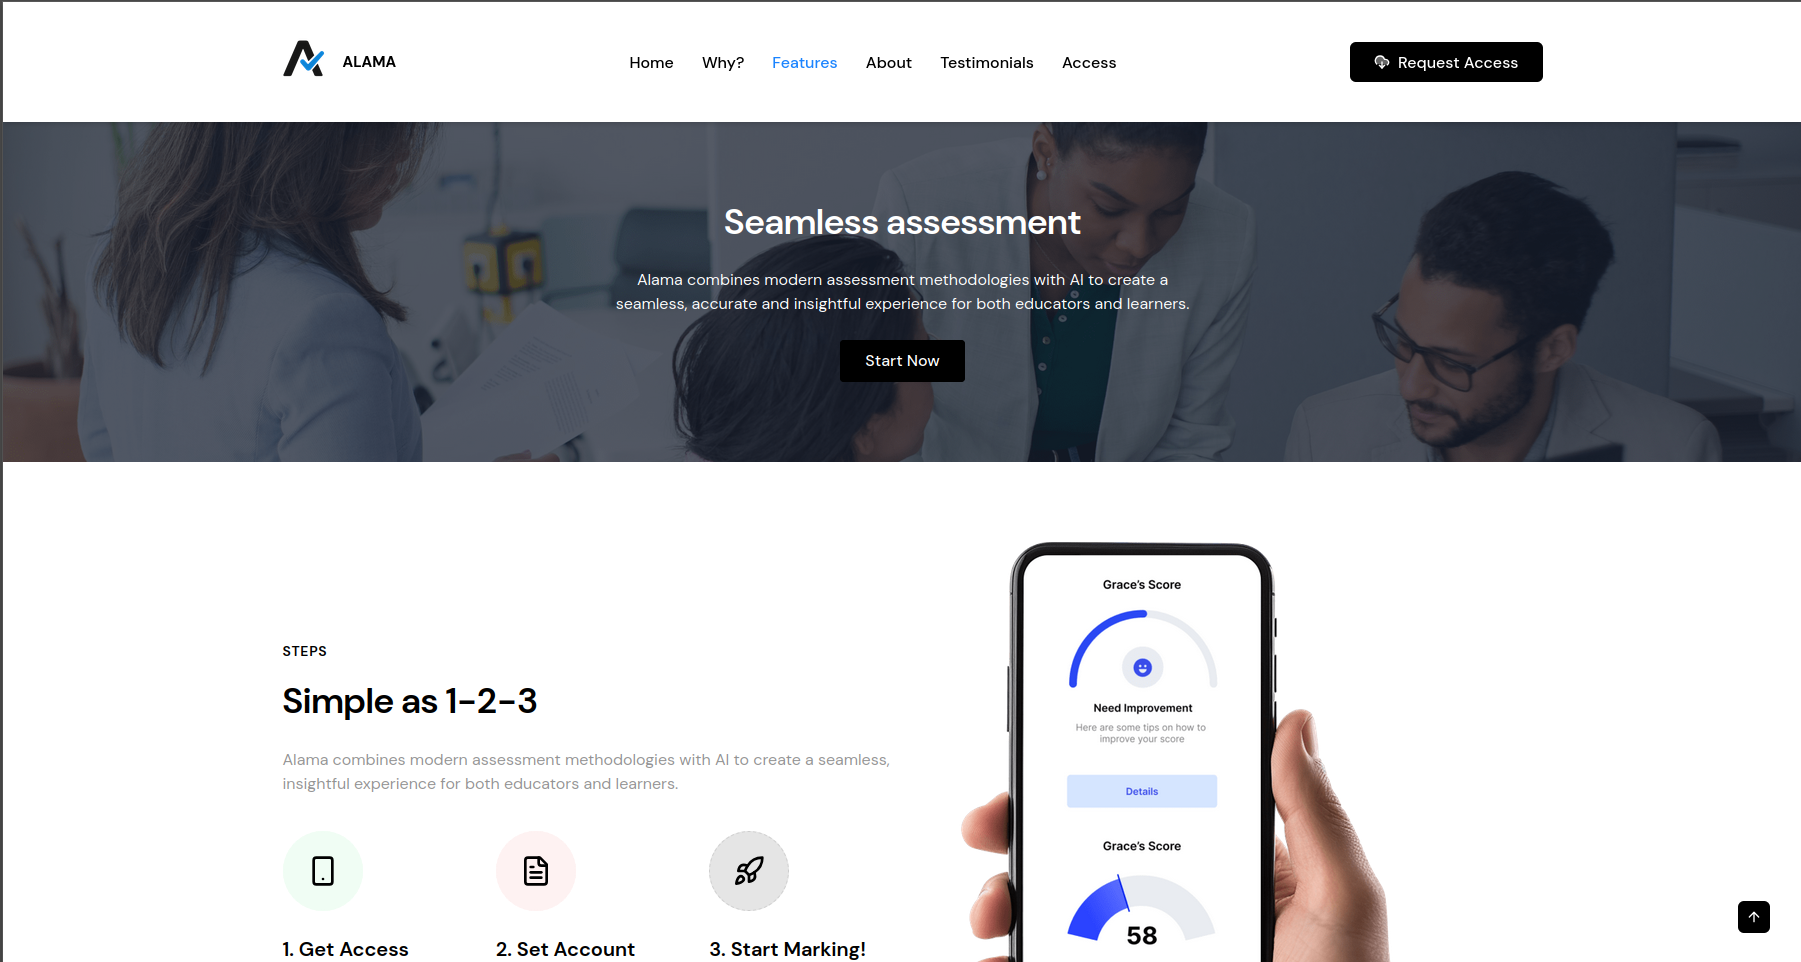 ALAMA
Home
Why?
Features
About
Testimonials
Access
Request Access
Seamless assessment
Alama combines modern assessment methodologies with AI to create a
seamless, accurate and insightful experience for both educators and learners.
Start Now
STEPS
Simple as 1-2-3
Alama combines modern assessment methodologies with AI to create a seamless,
insightful experience for both educators and learners.
1. Get Access
2. Set Account
3. Start Marking!
Grace's Score
Need Improvement
Here are some tips on how to
improve your score
Details
Grace's Score
58